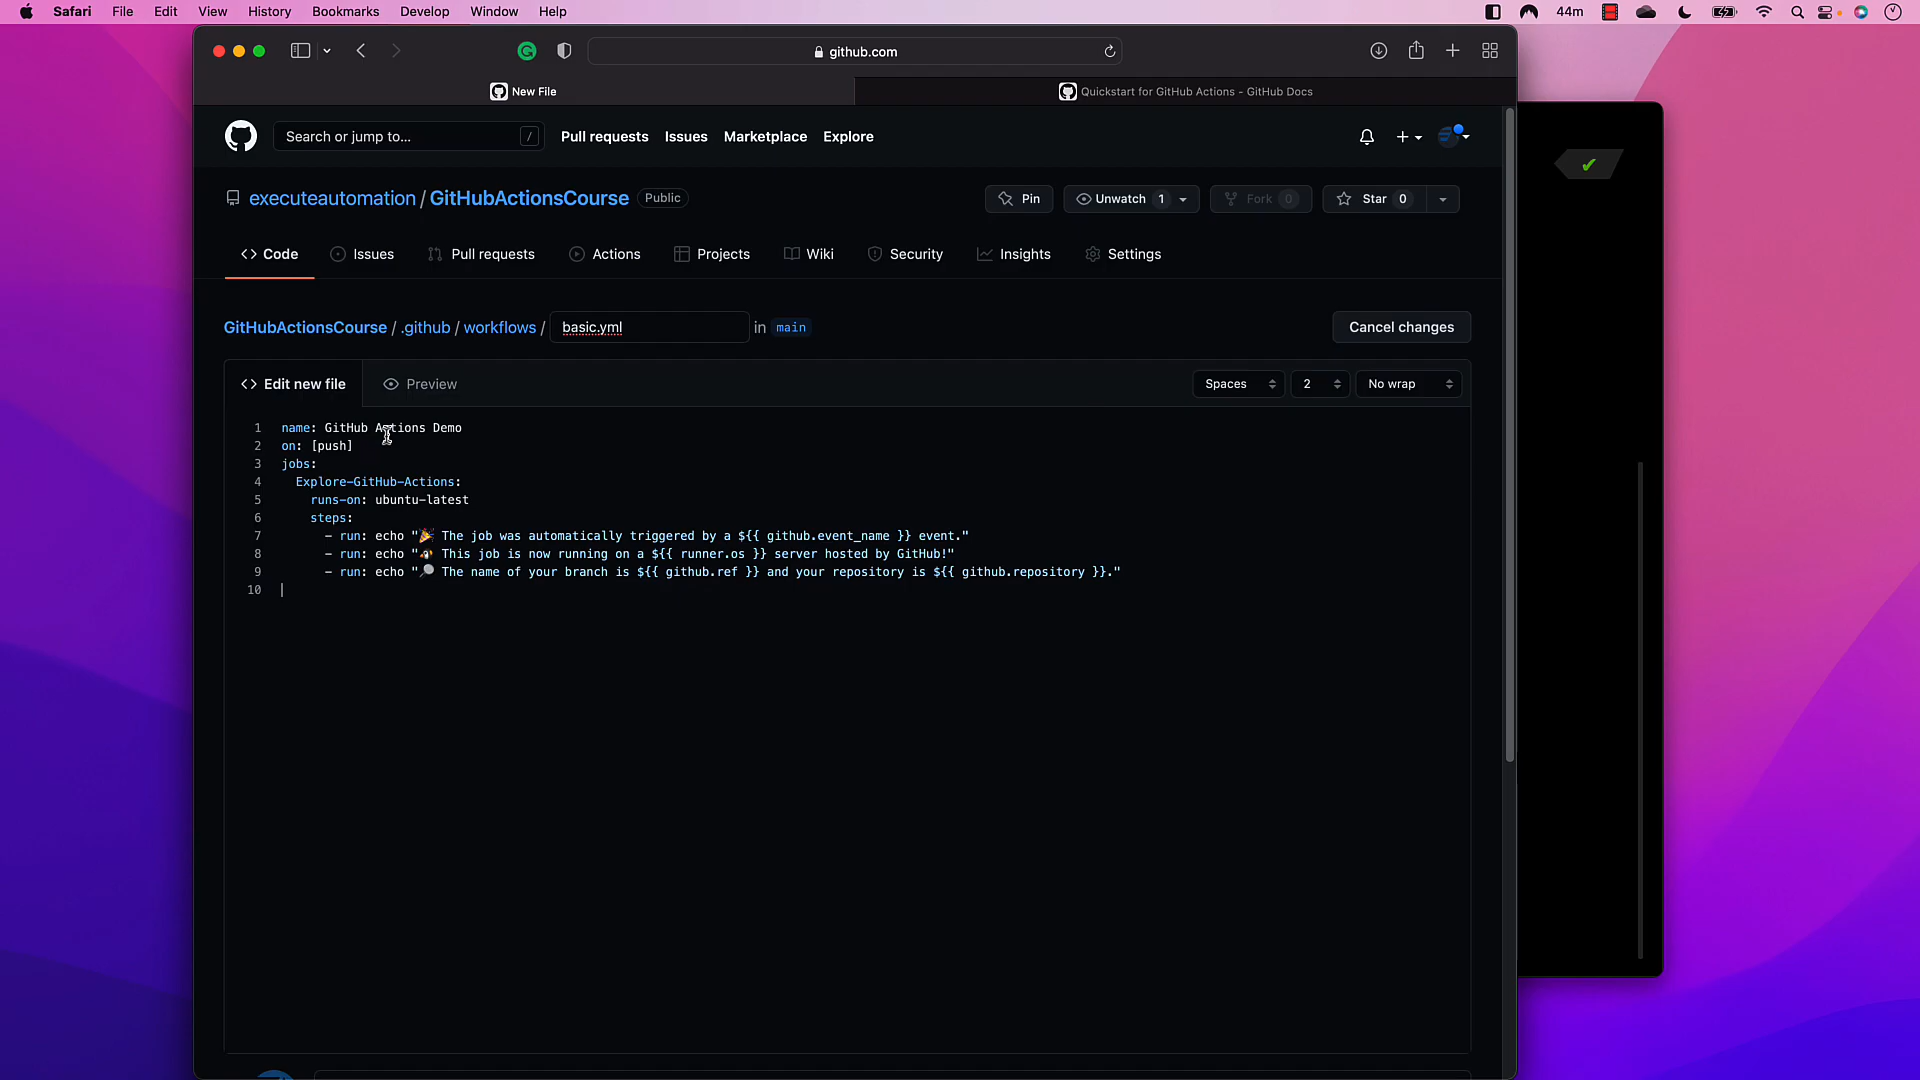 Safari File Edit View History Bookmarks Develop Window Help 44m
github.com
New File Quickstart for GitHub Actions - GitHub Docs
Search or jump to... / Pull requests Issues Marketplace Explore
executeautomation / GitHubActionsCourse Public Pin Unwatch 1 Fork 0 Star 0
Code Issues Pull requests Actions Projects Wiki Security Insights Settings
GitHubActionsCourse / .github / workflows / basic.yml in main Cancel changes
Edit new file Preview Spaces 2 No wrap
1 name: GitHub Actions Demo
2 on: [push]
3 jobs:
4 Explore-GitHub-Actions:
5 runs-on: ubuntu-latest
6 steps:
7 - run: echo "🎉 The job was automatically triggered by a ${{ github.event_name }} event."
8 - run: echo "🐧 This job is now running on a ${{ runner.os }} server hosted by GitHub!"
9 - run: echo "🔎 The name of your branch is ${{ github.ref }} and your repository is ${{ github.repository }}."
10